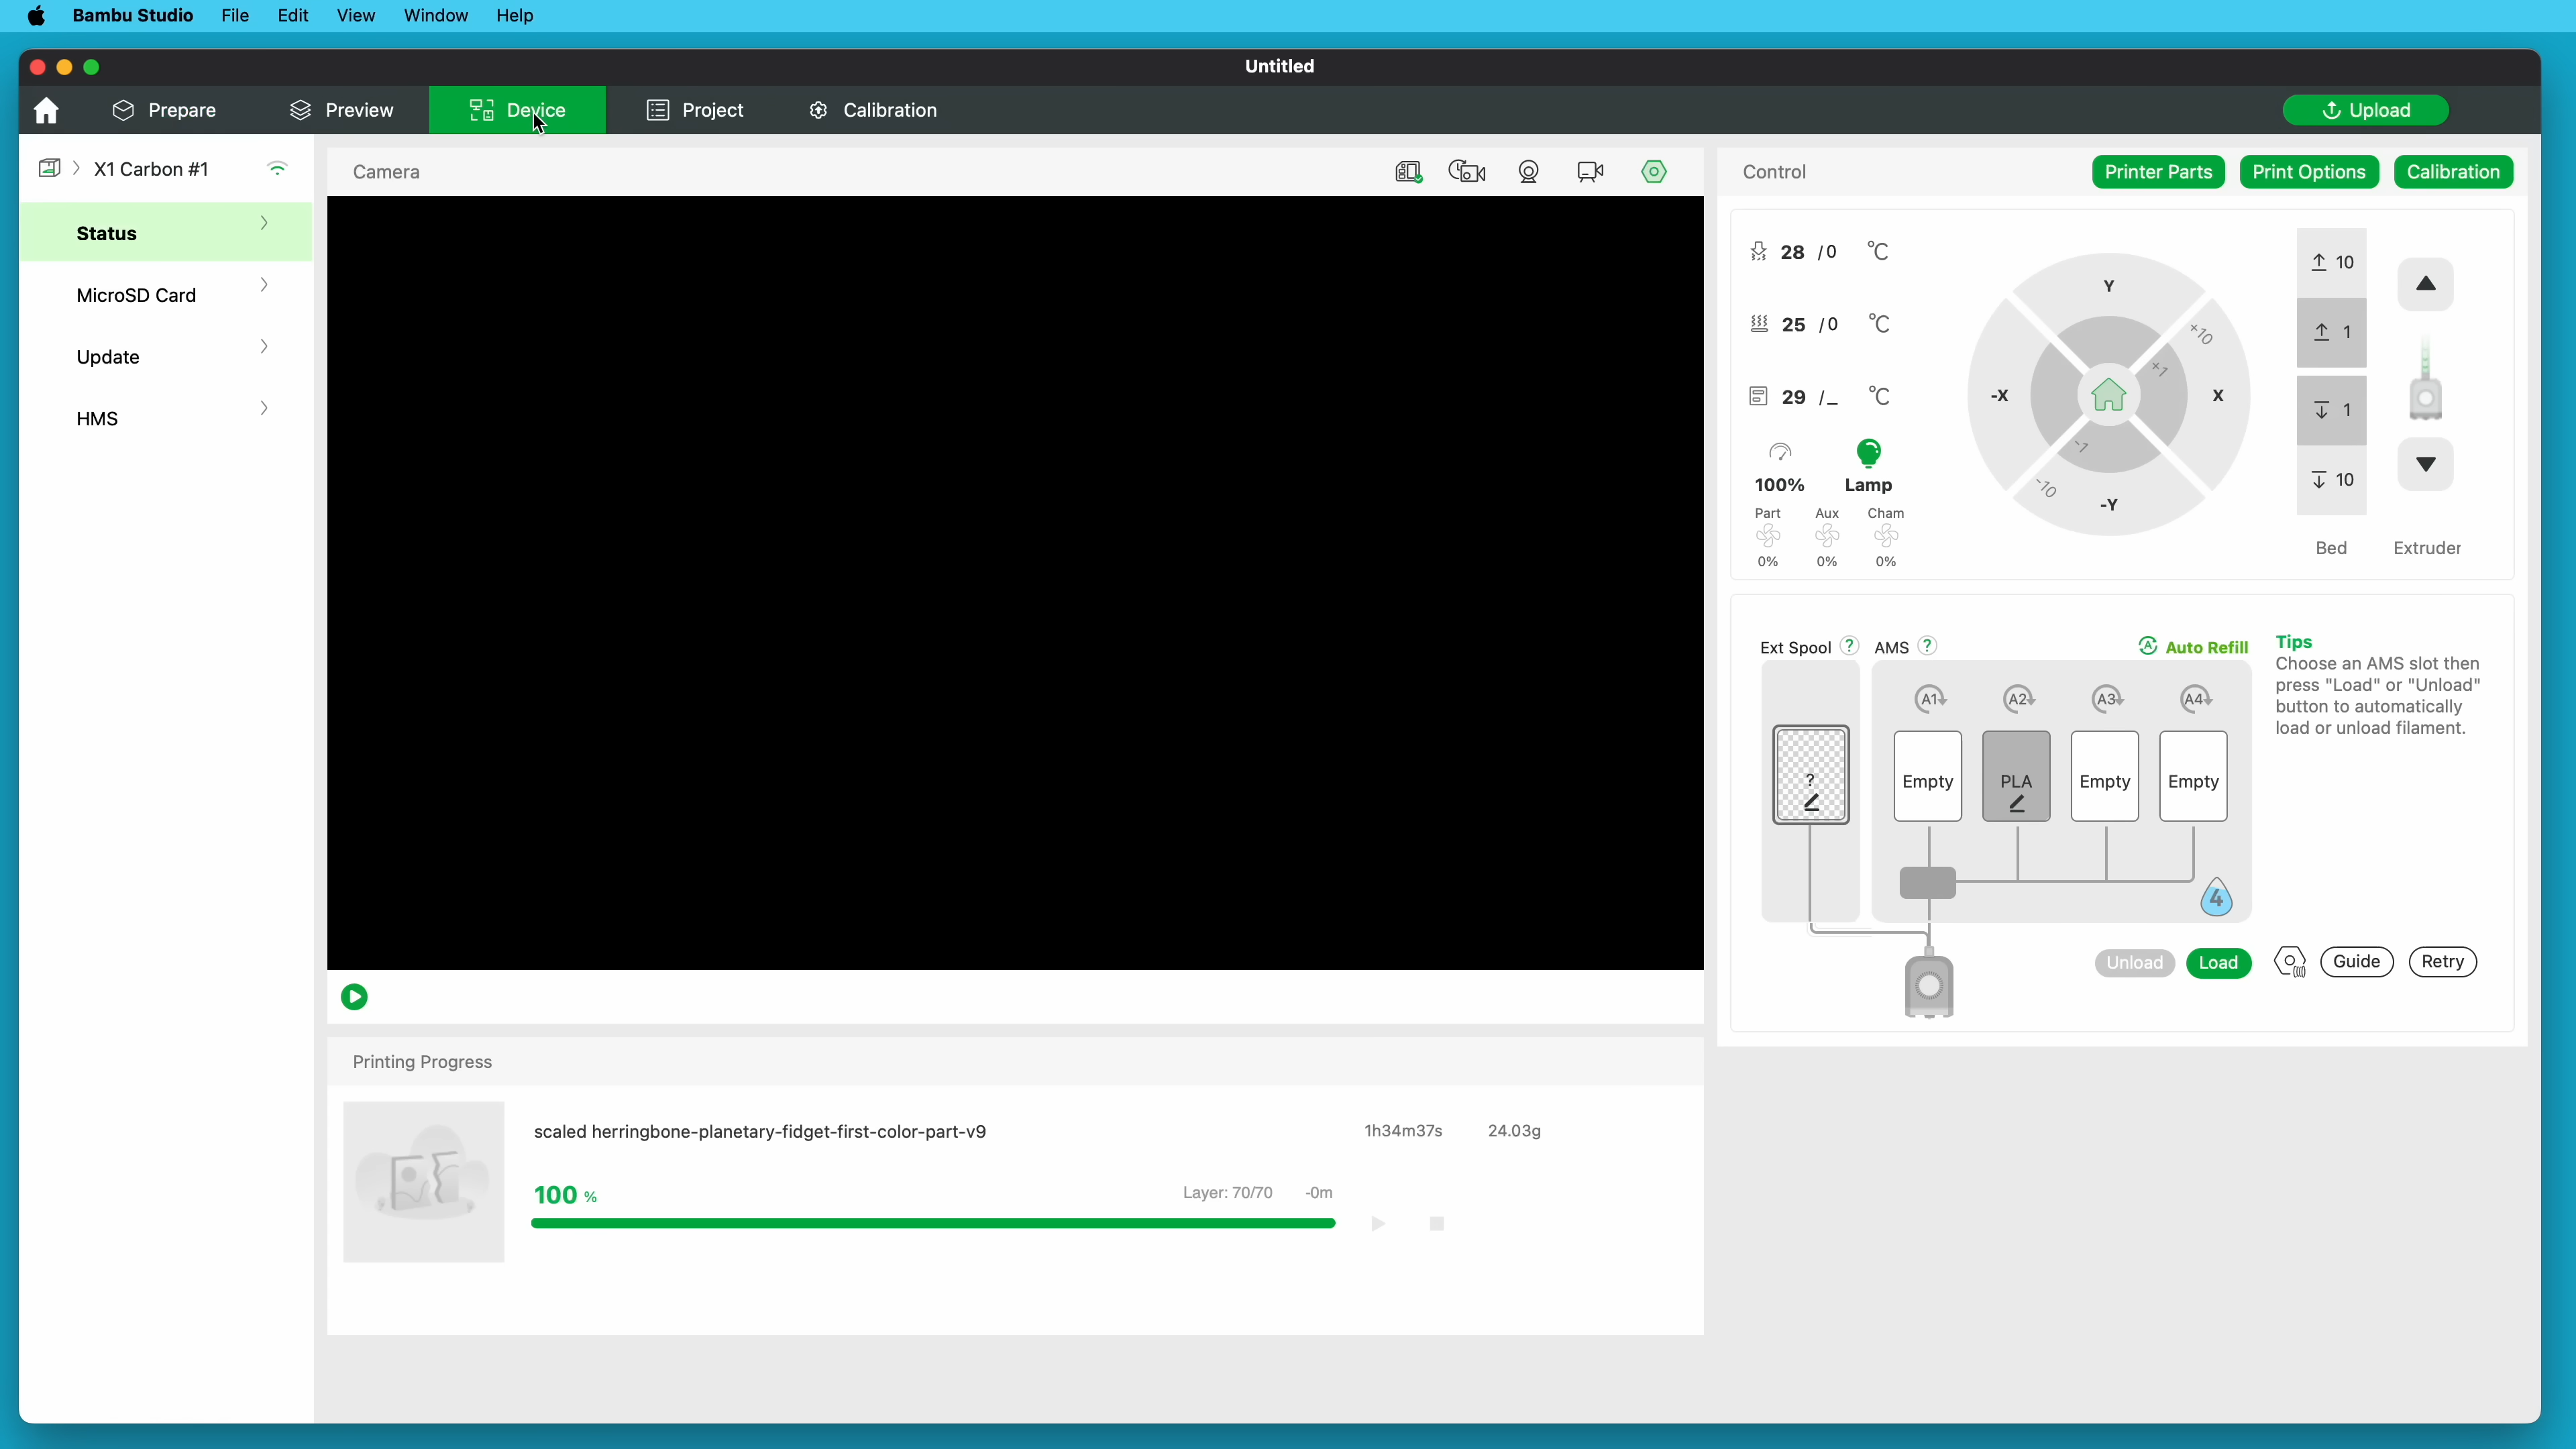 Bambu Studio File Edit View Window Help
Untitled
Prepare Preview Device Project Calibration Upload
X1 Carbon #1
Status
MicroSD Card
Update
HMS
Camera
Control Printer Parts Print Options Calibration
28 /0 °C
25 /0 °C
29 /_ °C
100% Lamp
Part Aux Cham
0% 0% 0%
Y
+10
+1
-X X
-1
-10
-Y
10
1
1
10
Bed Extruder
Ext Spool ? AMS ? Auto Refill
A1 A2 A3 A4
? Empty PLA Empty Empty
4
Tips
Choose an AMS slot then
press "Load" or "Unload"
button to automatically
load or unload filament.
Unload Load Guide Retry
Printing Progress
scaled herringbone-planetary-fidget-first-color-part-v9 1h34m37s 24.03g
100 % Layer: 70/70 -0m